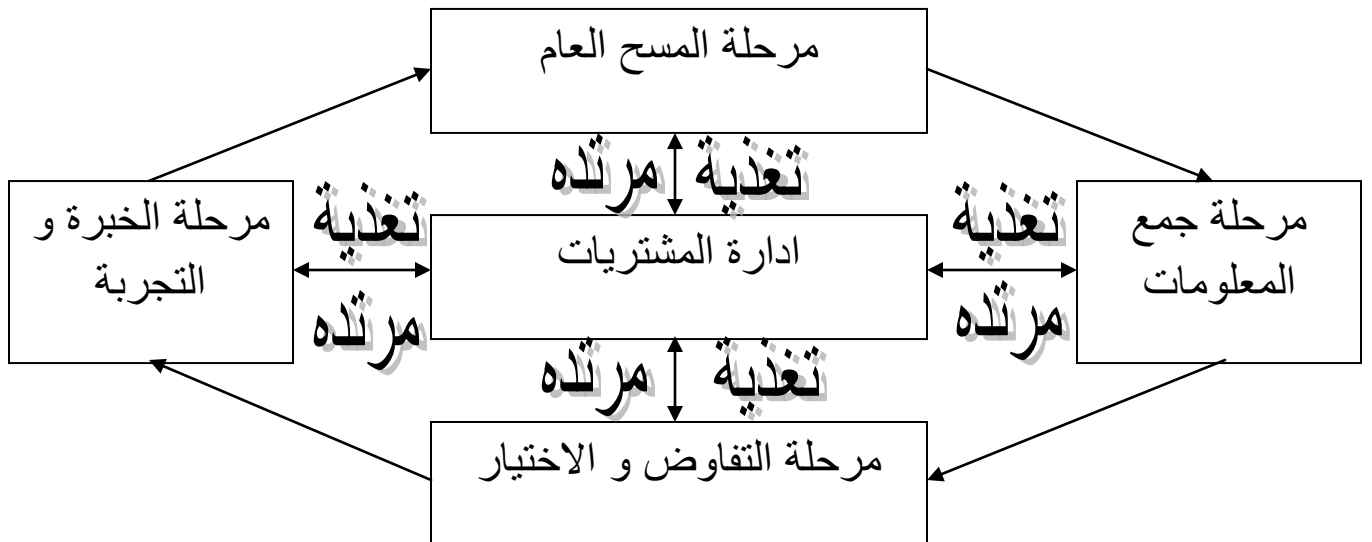 مرحلة المسح العام
تغذية مرتده
مرحلة جمع
المعلومات
تغذية
مرتده
ادارة المشتريات
تغذية
مرتده
مرحلة الخبرة و
التجربة
تغذية مرتده
مرحلة التفاوض و الاختيار